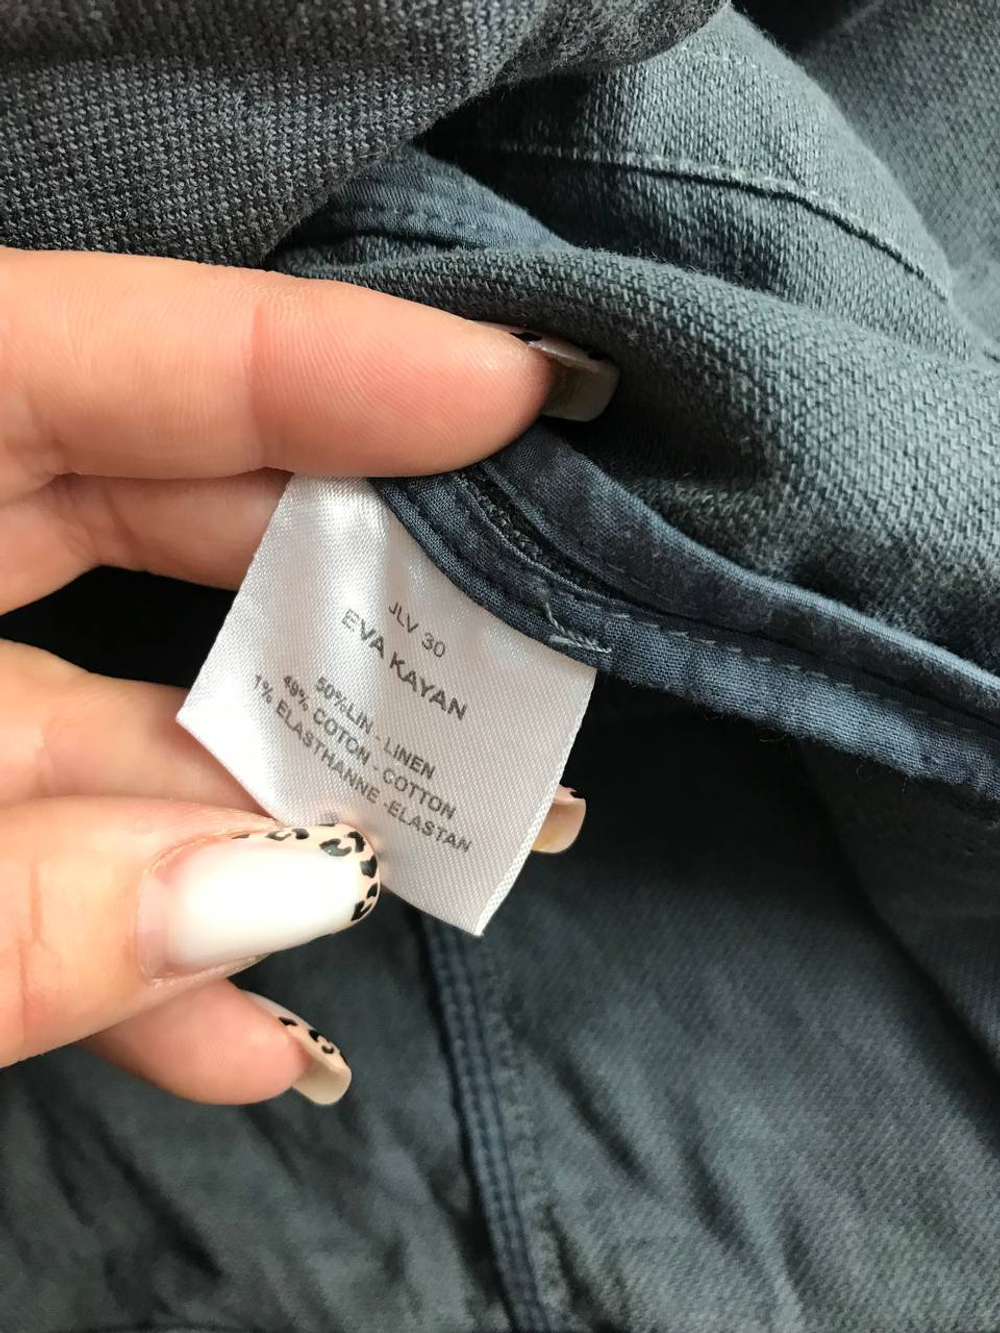 JLV 30
EVA KAYAN
50%LIN - LINEN
49% COTON - COTTON
1% ELASTHANNE -ELASTAN